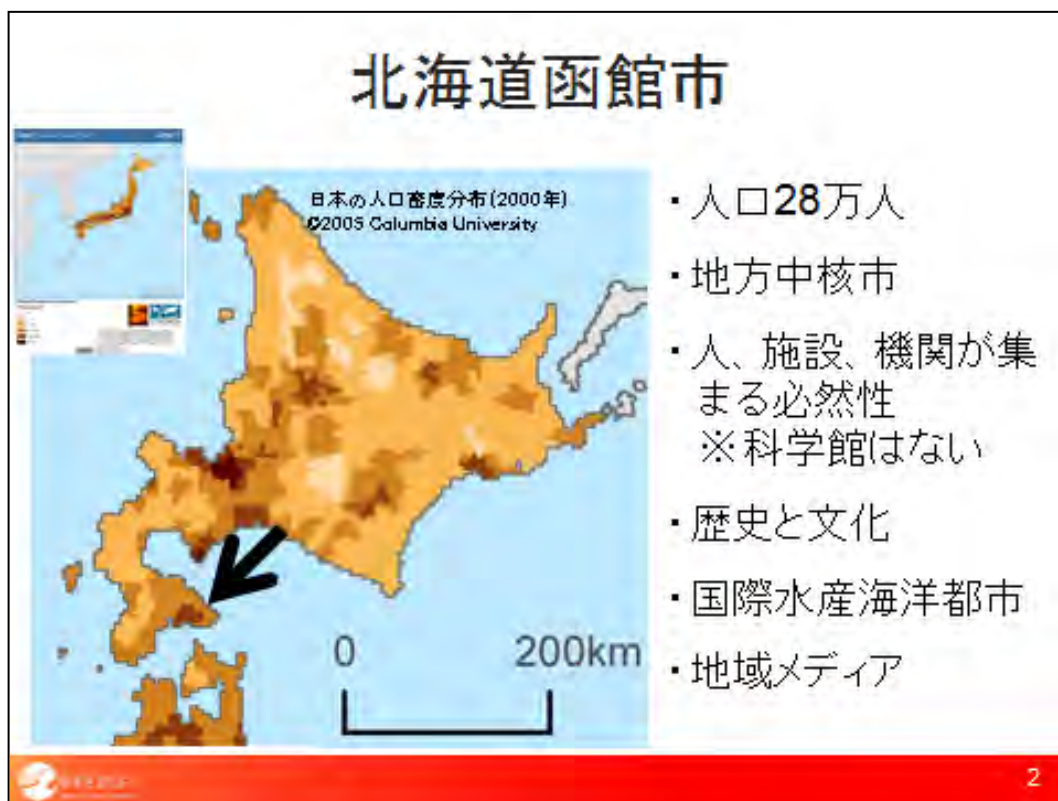 北海道函館市
日本の人口密度分布(2000年)
©2005 Columbia University
・人口28万人
・地方中核市
・人、施設、機関が集
まる必然性
※科学館はない
・歴史と文化
・国際水産海洋都市
・地域メディア
0 200km
2